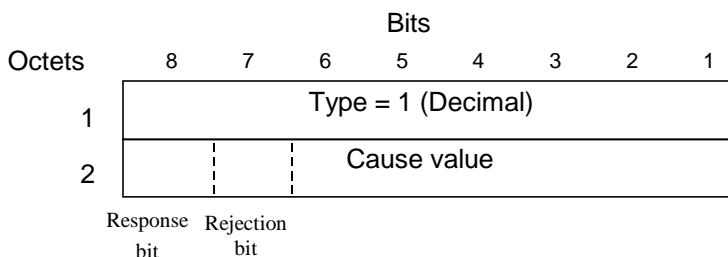 Bits
Octets 8 7 6 5 4 3 2 1
1 Type = 1 (Decimal)
2 Cause value
Response bit Rejection bit